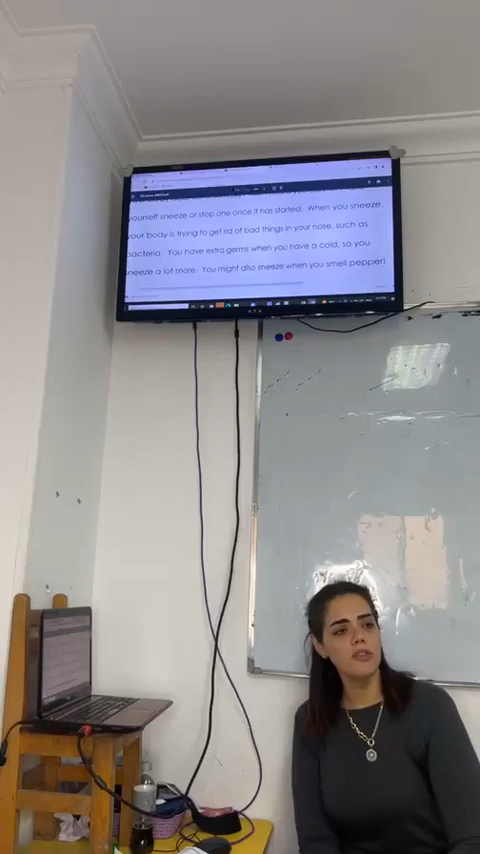 yourself sneeze or stop one once it has started. When you sneeze,
your body is trying to get rid of bad things in your nose, such as
bacteria. You have extra germs when you have a cold, so you
sneeze a lot more. You might also sneeze when you smell pepper!